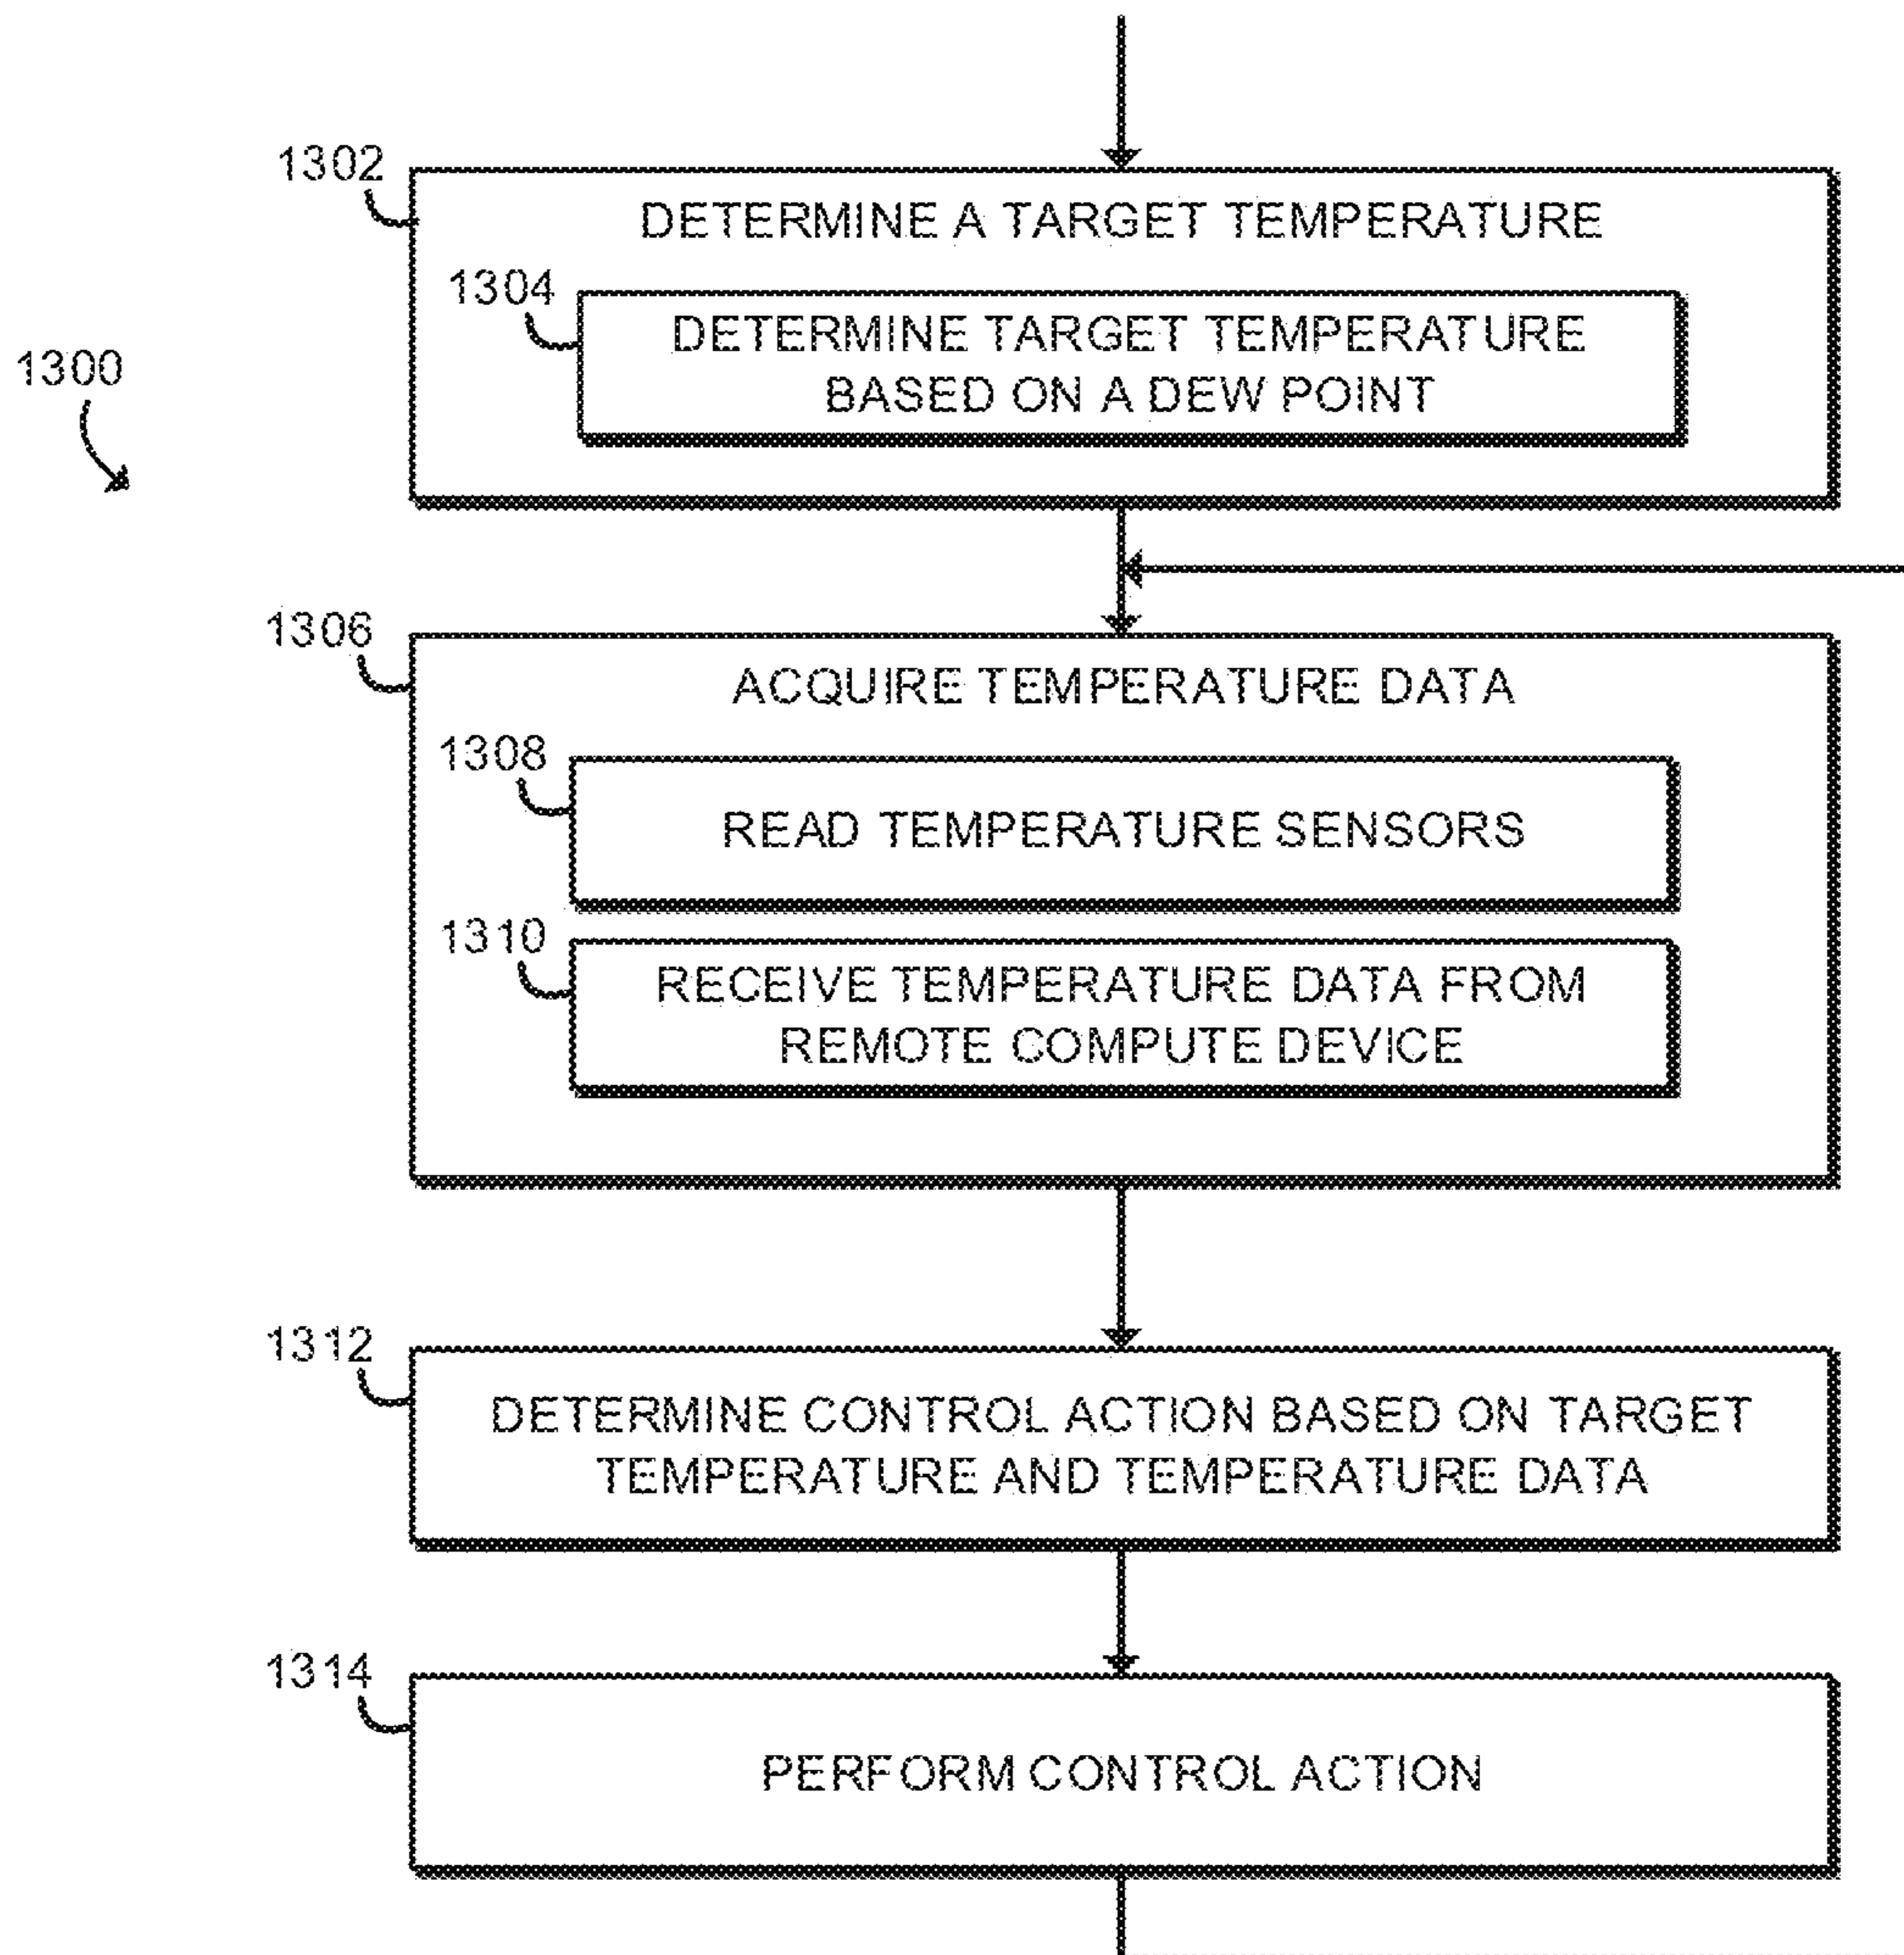 1302
DETERMINE A TARGET TEMPERATURE
1304
DETERMINE TARGET TEMPERATURE
BASED ON A DEW POINT
1300
1306
ACQUIRE TEMPERATURE DATA
1308
READ TEMPERATURE SENSORS
1310
RECEIVE TEMPERATURE DATA FROM
REMOTE COMPUTE DEVICE
1312
DETERMINE CONTROL ACTION BASED ON TARGET
TEMPERATURE AND TEMPERATURE DATA
1314
PERFORM CONTROL ACTION